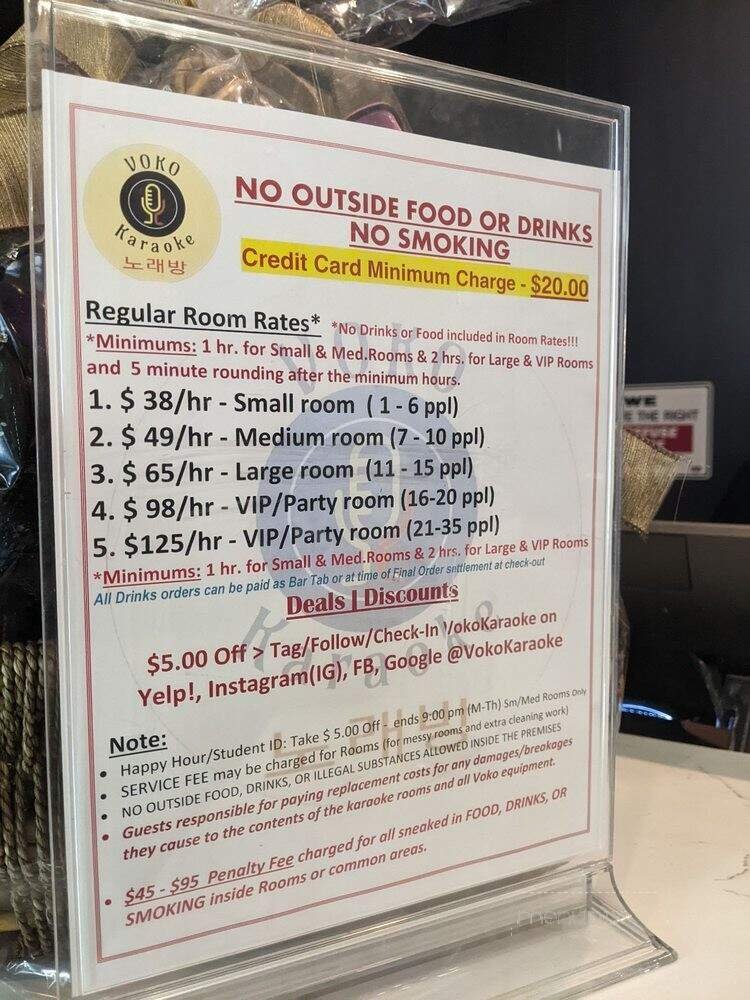 VOKO
Karaoke
노래방
NO OUTSIDE FOOD OR DRINKS
NO SMOKING
Credit Card Minimum Charge - $20.00
Regular Room Rates* *No Drinks or Food included in Room Rates!!!
*Minimums: 1 hr. for Small & Med.Rooms & 2 hrs. for Large & VIP Rooms
and 5 minute rounding after the minimum hours.
1. $ 38/hr - Small room ( 1 - 6 ppl)
2. $ 49/hr - Medium room (7 - 10 ppl)
3. $ 65/hr - Large room (11 - 15 ppl)
4. $ 98/hr - VIP/Party room (16-20 ppl)
5. $125/hr - VIP/Party room (21-35 ppl)
*Minimums: 1 hr. for Small & Med.Rooms & 2 hrs. for Large & VIP Rooms
All Drinks orders can be paid as Bar Tab or at time of Final Order settlement at check-out
Deals | Discounts
$5.00 Off > Tag/Follow/Check-In VokoKaraoke on
Yelp!, Instagram(IG), FB, Google @VokoKaraoke
Note:
• Happy Hour/Student ID: Take $ 5.00 Off - ends 9:00 pm (M-Th) Sm/Med Rooms Only
• SERVICE FEE may be charged for Rooms (for messy rooms and extra cleaning work)
• NO OUTSIDE FOOD, DRINKS, OR ILLEGAL SUBSTANCES ALLOWED INSIDE THE PREMISES
• Guests responsible for paying replacement costs for any damages/breakages
they cause to the contents of the karaoke rooms and all Voko equipment.
• $45 - $95 Penalty Fee charged for all sneaked in FOOD, DRINKS, OR
SMOKING inside Rooms or common areas.
VOKO
Karaoke
노래방
WE
THE RIGHT